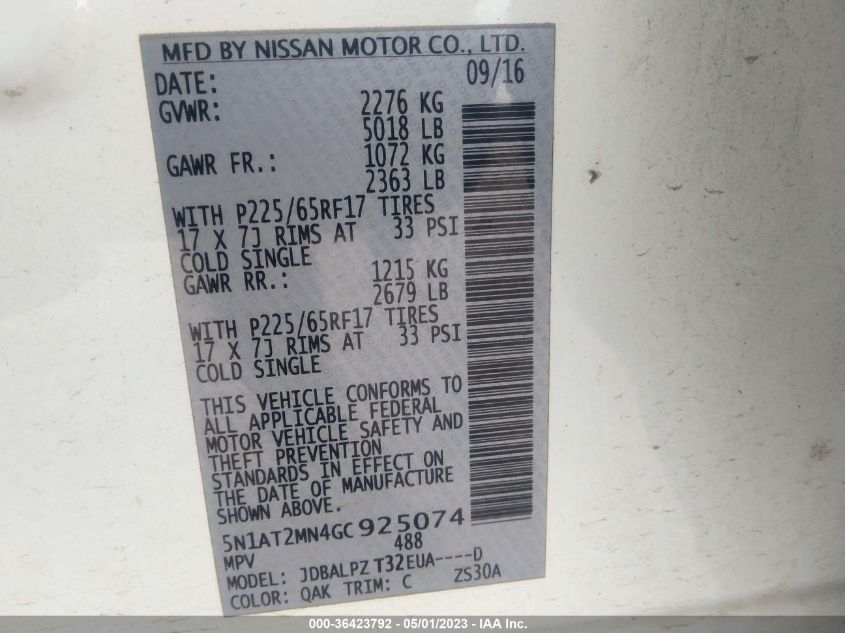 MFD BY NISSAN MOTOR CO., LTD.
DATE: 09/16
GVWR: 2276 KG
5018 LB
GAWR FR.: 1072 KG
2363 LB
WITH P225/65RF17 TIRES
17 X 7J RIMS AT 33 PSI
COLD SINGLE
GAWR RR.: 1215 KG
2679 LB
WITH P225/65RF17 TIRES
17 X 7J RIMS AT 33 PSI
COLD SINGLE
THIS VEHICLE CONFORMS TO
ALL APPLICABLE FEDERAL
MOTOR VEHICLE SAFETY AND
THEFT PREVENTION
STANDARDS IN EFFECT ON
THE DATE OF MANUFACTURE
SHOWN ABOVE.
5N1AT2MN4GC925074
MPV 488
MODEL: JDBALPZ T32EUA----D
COLOR: QAK TRIM: C ZS30A
000-36423792 - 05/01/2023 - IAA Inc.